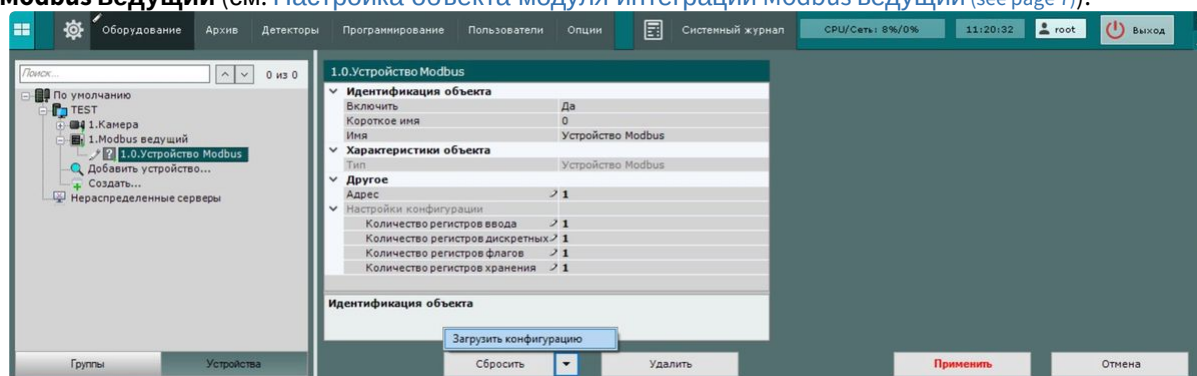 Modbus ведущий (см. Настройка объекта модуля интеграции Modbus ведущий (see page 7)).
Оборудование Архив Детекторы Программирование Пользователи Опции Системный журнал CPU/Сеть: 8%/0% 11:20:32 root Выход
Поиск... 0 из 0
По умолчанию
TEST
1.Камера
1.Modbus ведущий
1.0.Устройство Modbus
Добавить устройство...
Создать...
Нераспределенные серверы
Группы Устройства
1.0.Устройство Modbus
Идентификация объекта
Включить Да
Короткое имя 0
Имя Устройство Modbus
Характеристики объекта
Тип Устройство Modbus
Другое
Адрес 1
Настройки конфигурации
Количество регистров ввода 1
Количество регистров дискретных 1
Количество регистров флагов 1
Количество регистров хранения 1
Идентификация объекта
Загрузить конфигурацию
Сбросить Удалить Применить Отмена